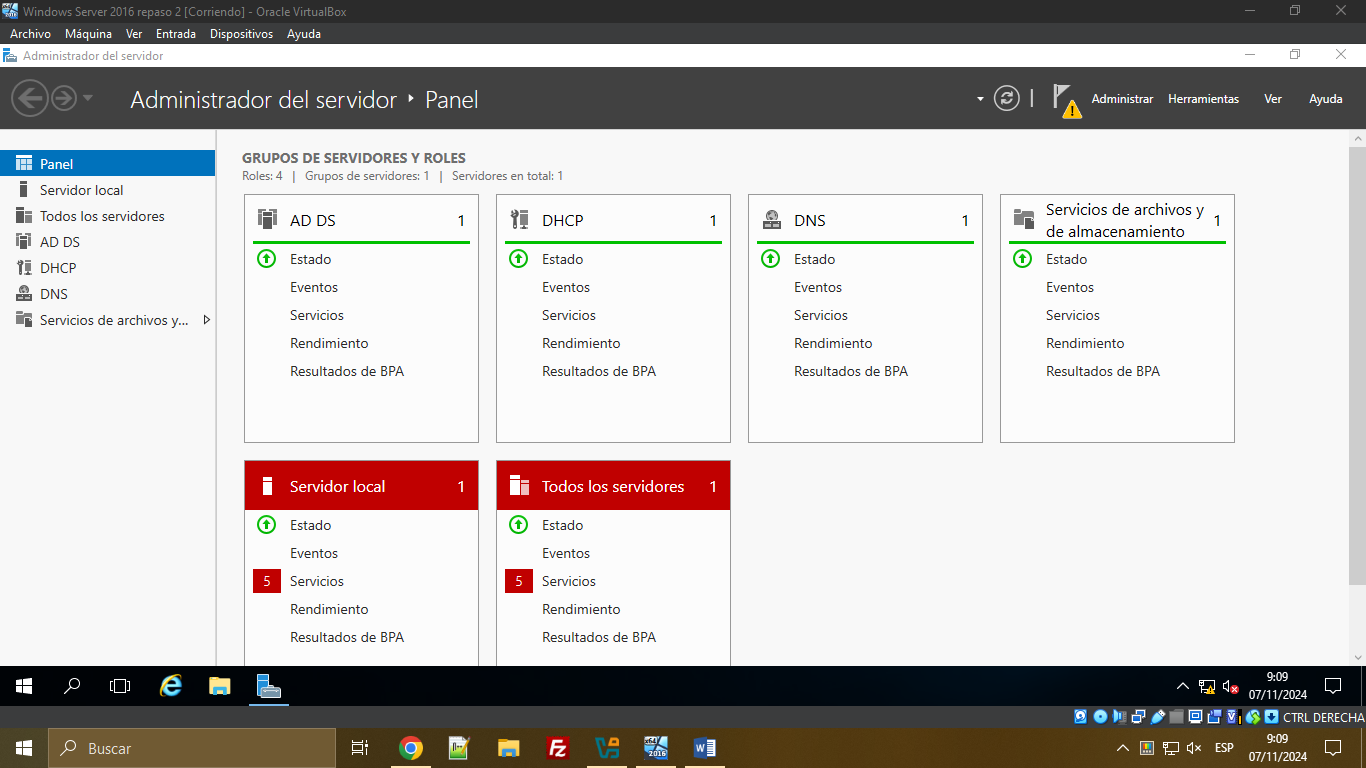 Windows Server 2016 repaso 2 [Corriendo] - Oracle VirtualBox
Archivo Máquina Ver Entrada Dispositivos Ayuda
Administrador del servidor
Administrador del servidor Panel
Administrar Herramientas Ver Ayuda
Panel
Servidor local
Todos los servidores
AD DS
DHCP
DNS
Servicios de archivos y...
GRUPOS DE SERVIDORES Y ROLES
Roles: 4 | Grupos de servidores: 1 | Servidores en total: 1
AD DS 1
Estado
Eventos
Servicios
Rendimiento
Resultados de BPA
DHCP 1
Estado
Eventos
Servicios
Rendimiento
Resultados de BPA
DNS 1
Estado
Eventos
Servicios
Rendimiento
Resultados de BPA
Servicios de archivos y
de almacenamiento 1
Estado
Eventos
Servicios
Rendimiento
Resultados de BPA
Servidor local 1
Estado
Eventos
5 Servicios
Rendimiento
Resultados de BPA
Todos los servidores 1
Estado
Eventos
5 Servicios
Rendimiento
Resultados de BPA
9:09
07/11/2024
CTRL DERECHA
Buscar
x64
2016
ESP
9:09
07/11/2024